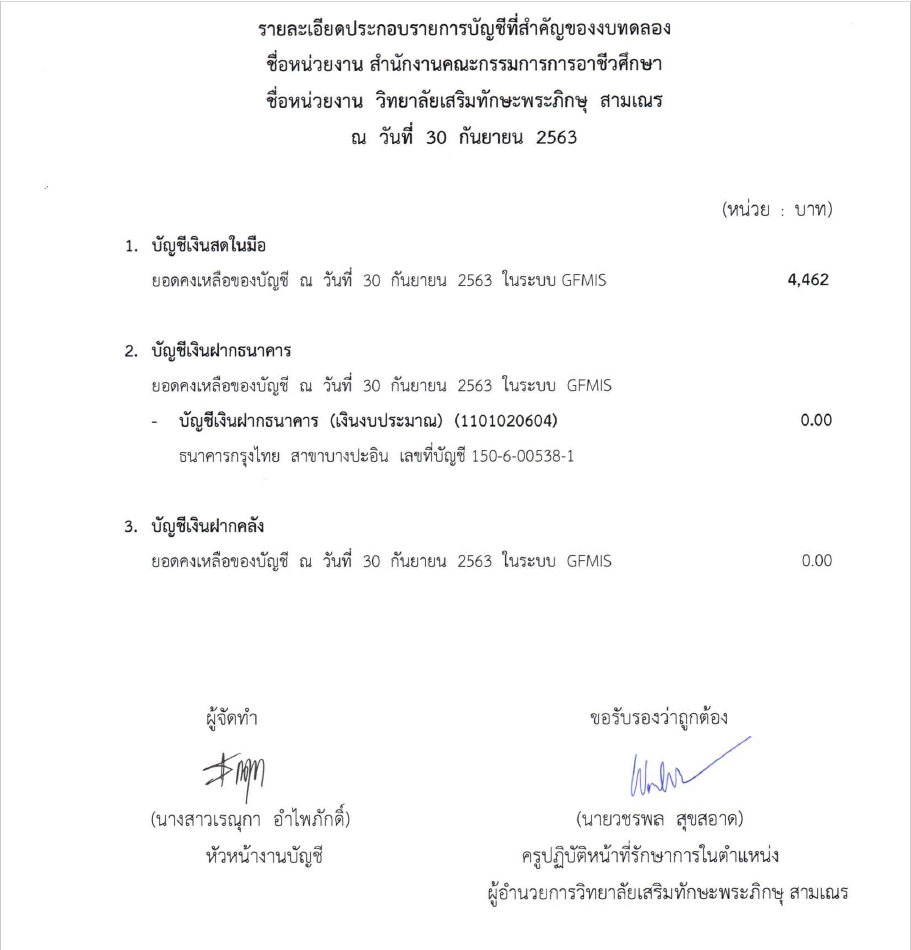 รายละเอียดประกอบรายการบัญชีที่สำคัญของงบทดลอง
ชื่อหน่วยงาน สำนักงานคณะกรรมการการอาชีวศึกษา
ชื่อหน่วยงาน วิทยาลัยเสริมทักษะพระภิกษุ สามเณร
ณ วันที่ 30 กันยายน 2563
(หน่วย : บาท)
1. บัญชีเงินสดในมือ
ยอดคงเหลือของบัญชี ณ วันที่ 30 กันยายน 2563 ในระบบ GFMIS 4,462
2. บัญชีเงินฝากธนาคาร
ยอดคงเหลือของบัญชี ณ วันที่ 30 กันยายน 2563 ในระบบ GFMIS
- บัญชีเงินฝากธนาคาร (เงินงบประมาณ) (1101020604) 0.00
ธนาคารกรุงไทย สาขาบางปะอิน เลขที่บัญชี 150-6-00538-1
3. บัญชีเงินฝากคลัง
ยอดคงเหลือของบัญชี ณ วันที่ 30 กันยายน 2563 ในระบบ GFMIS 0.00
ผู้จัดทำ ขอรับรองว่าถูกต้อง
(นางสาวเรณุกา อำไพภักดิ์) (นายวชรพล สุขสอาด)
หัวหน้างานบัญชี ครูปฏิบัติหน้าที่รักษาการในตำแหน่ง
ผู้อำนวยการวิทยาลัยเสริมทักษะพระภิกษุ สามเณร